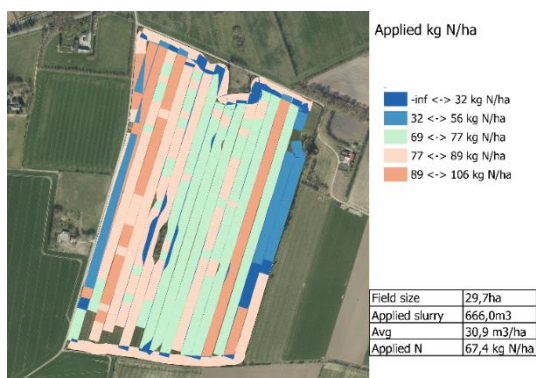 Applied kg N/ha
-inf <-> 32 kg N/ha
32 <-> 56 kg N/ha
69 <-> 77 kg N/ha
77 <-> 89 kg N/ha
89 <-> 106 kg N/ha
Field size 29,7ha
Applied slurry 666,0m3
Avg 30,9 m3/ha
Applied N 67,4 kg N/ha